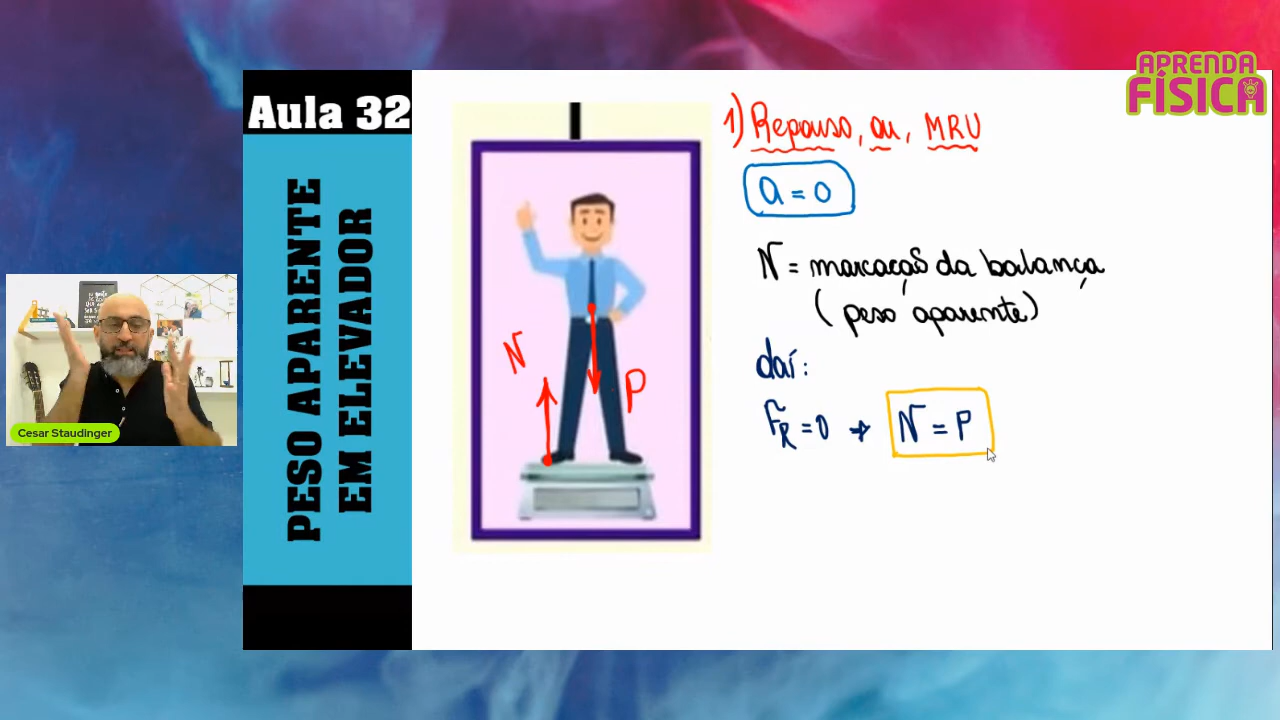 APRENDA
FÍSICA
Aula 32
PESO APARENTE
EM ELEVADOR
1) Repouso, ou, MRU
a = 0
N = marcação da balança
(peso aparente)
daí:
F_R = 0 → N = P
N
P
Cesar Staudinger